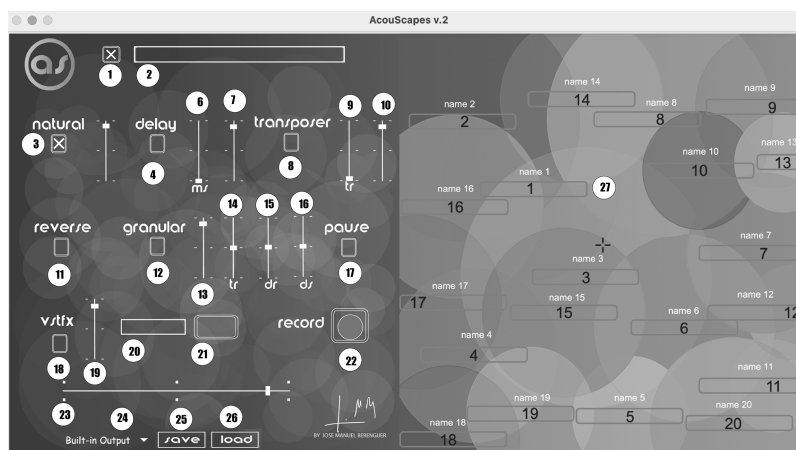 AcouScapes v.2
as
1
2
natural
3
delay
4
6
7
ms
transposer
8
9
10
tr
reverse
11
granular
12
13
14
15
16
tr
dr
ds
pause
17
vstfx
18
19
20
21
record
22
23
24
25
26
Built-in Output
save
load
BY JOSE MANUEL BERENGUER
name 14
14
name 2
2
name 8
8
name 9
9
name 13
13
name 10
10
name 1
1
27
name 16
16
name 7
7
name 3
3
name 17
17
name 15
15
name 12
12
name 6
6
name 4
4
name 11
11
name 19
19
name 5
5
name 20
20
name 18
18